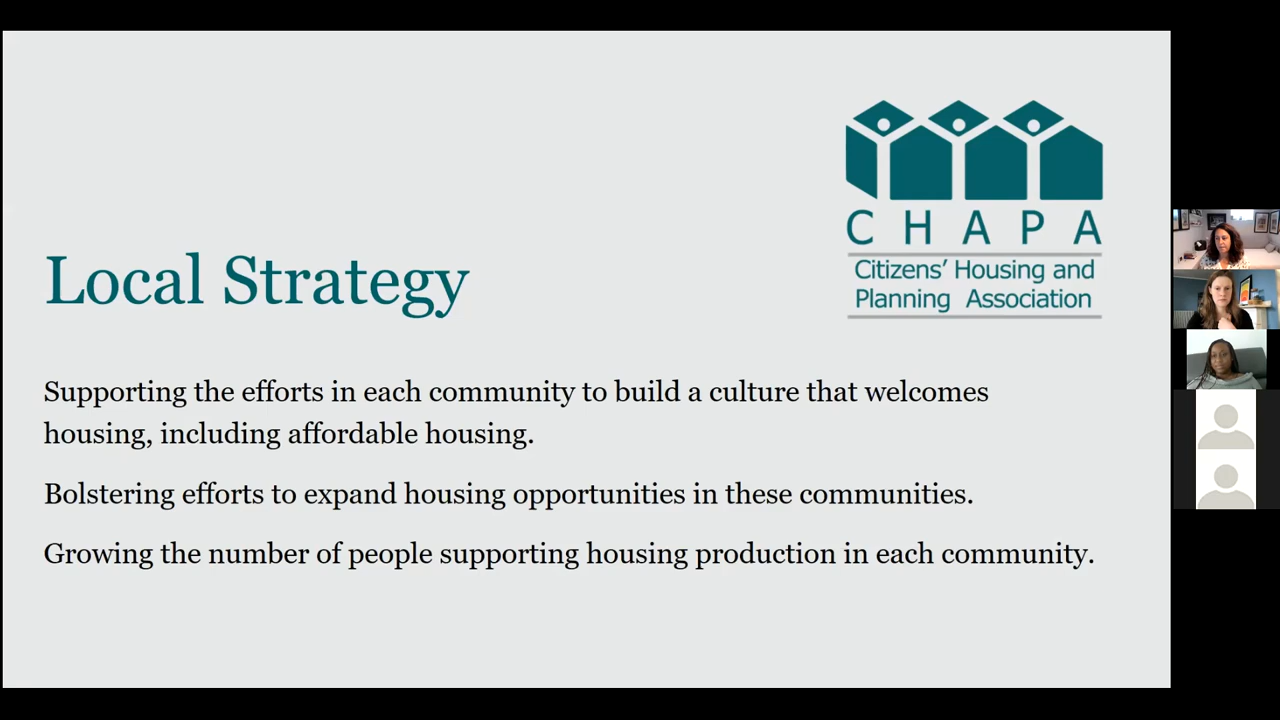 CHAPA
Citizens' Housing and
Planning Association
Local Strategy
Supporting the efforts in each community to build a culture that welcomes
housing, including affordable housing.
Bolstering efforts to expand housing opportunities in these communities.
Growing the number of people supporting housing production in each community.